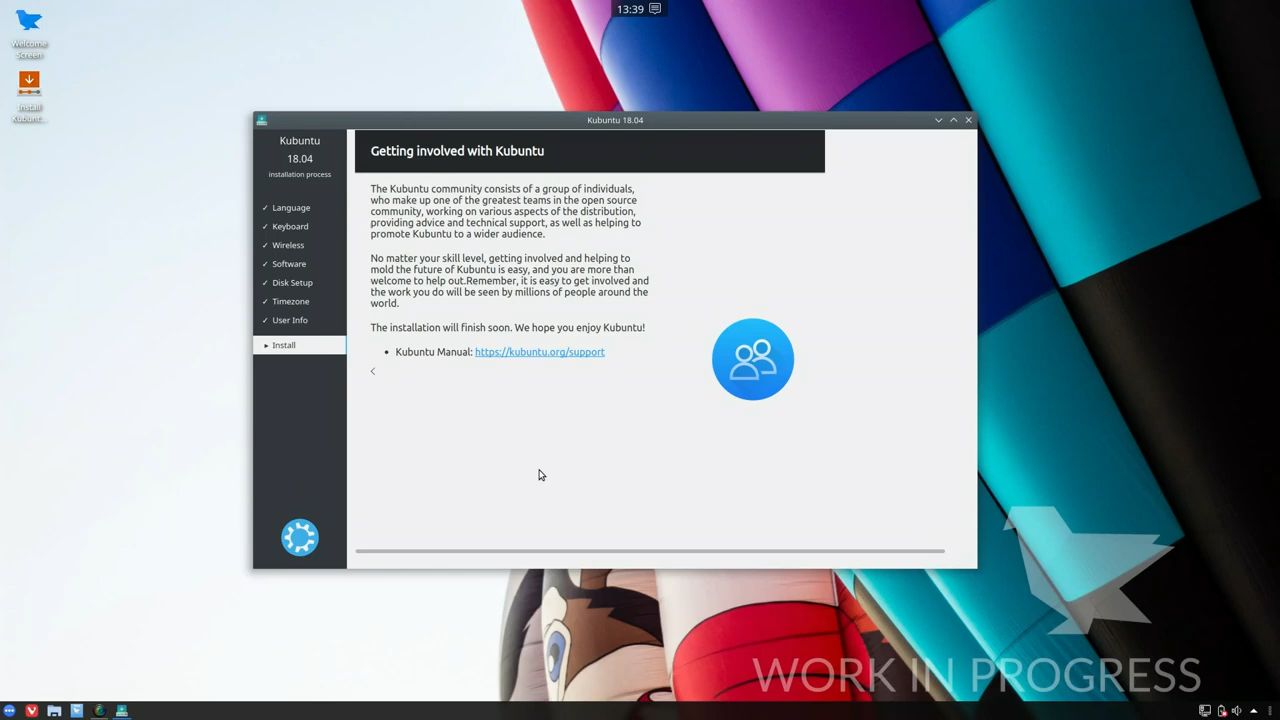 13:39
Welcome
Screen
Install
Kubunt...
Kubuntu 18.04
Kubuntu
18.04
installation process
✓ Language
✓ Keyboard
✓ Wireless
✓ Software
✓ Disk Setup
✓ Timezone
✓ User Info
▸ Install
Getting involved with Kubuntu
The Kubuntu community consists of a group of individuals,
who make up one of the greatest teams in the open source
community, working on various aspects of the distribution,
providing advice and technical support, as well as helping to
promote Kubuntu to a wider audience.
No matter your skill level, getting involved and helping to
mold the future of Kubuntu is easy, and you are more than
welcome to help out.Remember, it is easy to get involved and
the work you do will be seen by millions of people around the
world.
The installation will finish soon. We hope you enjoy Kubuntu!
• Kubuntu Manual: https://kubuntu.org/support
<
WORK IN PROGRESS